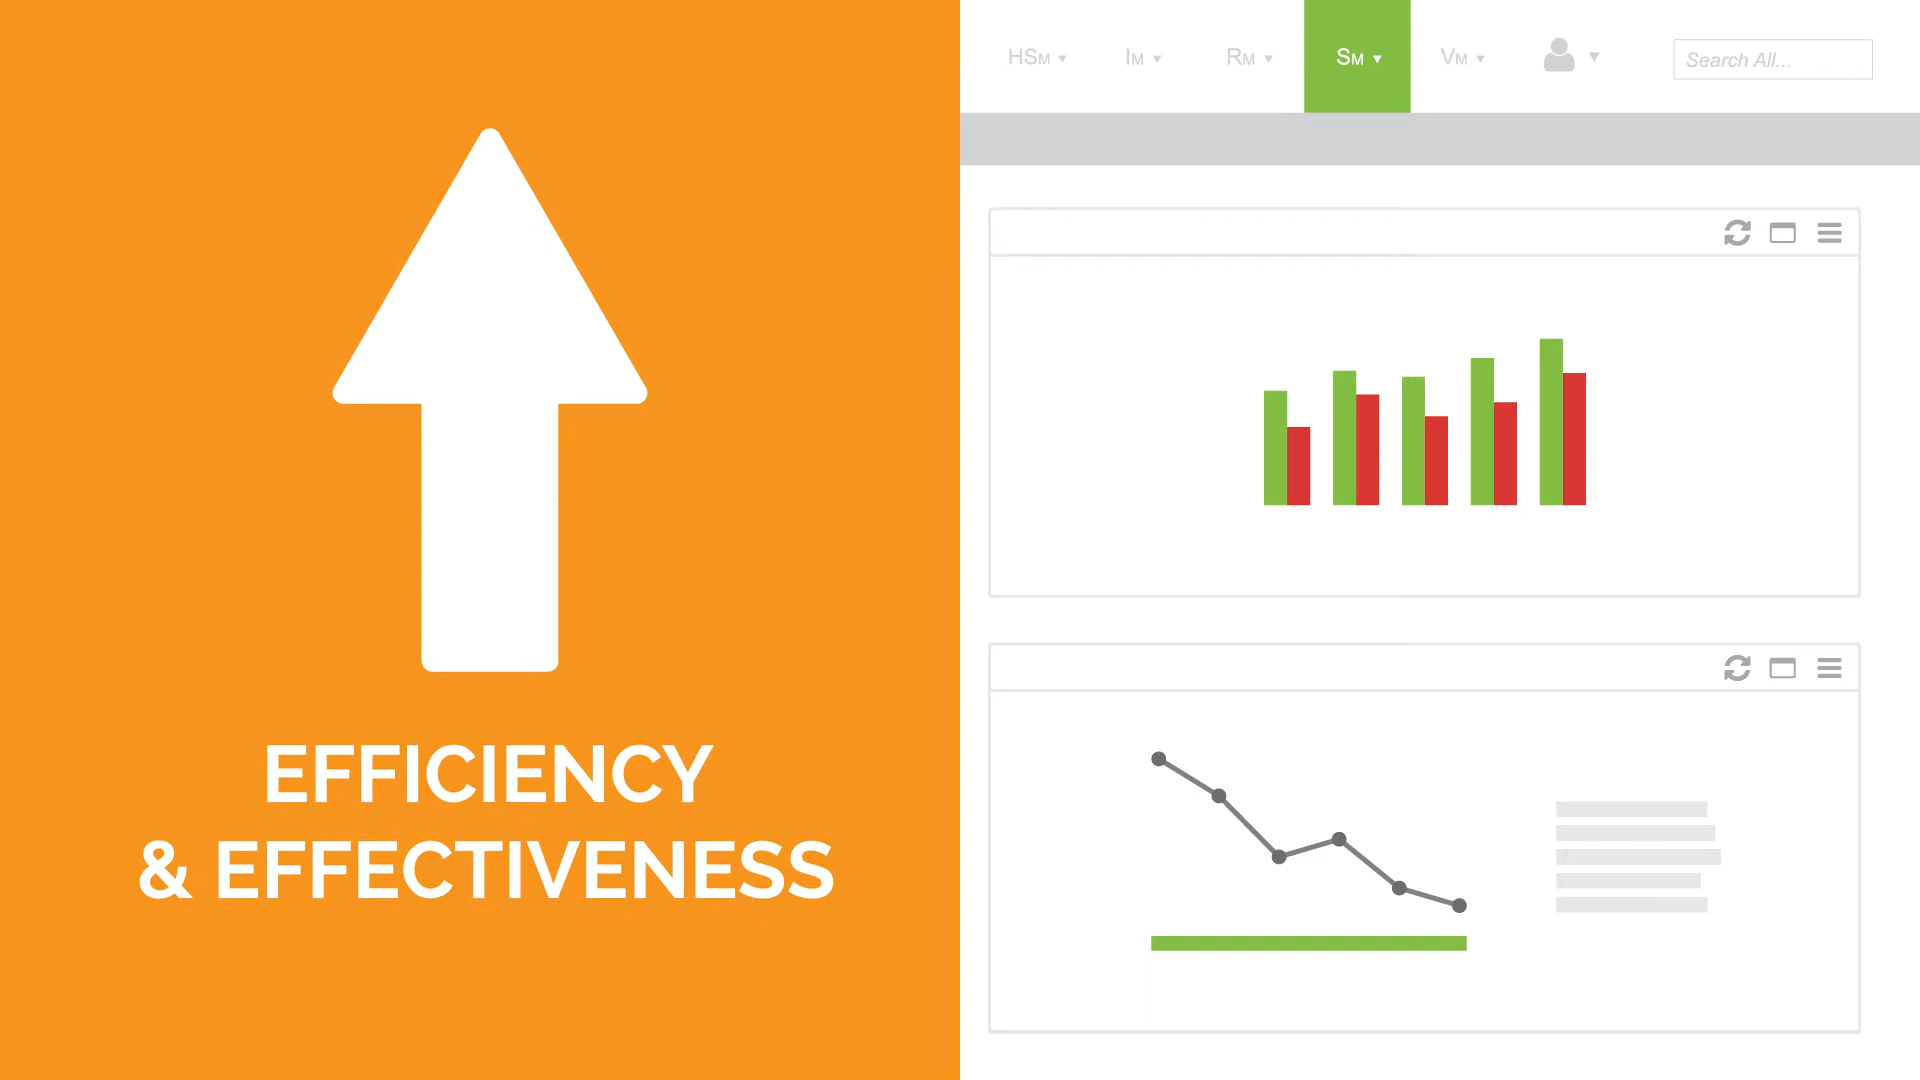 HSM
IM
RM
SM
VM
Search All...
EFFICIENCY
& EFFECTIVENESS